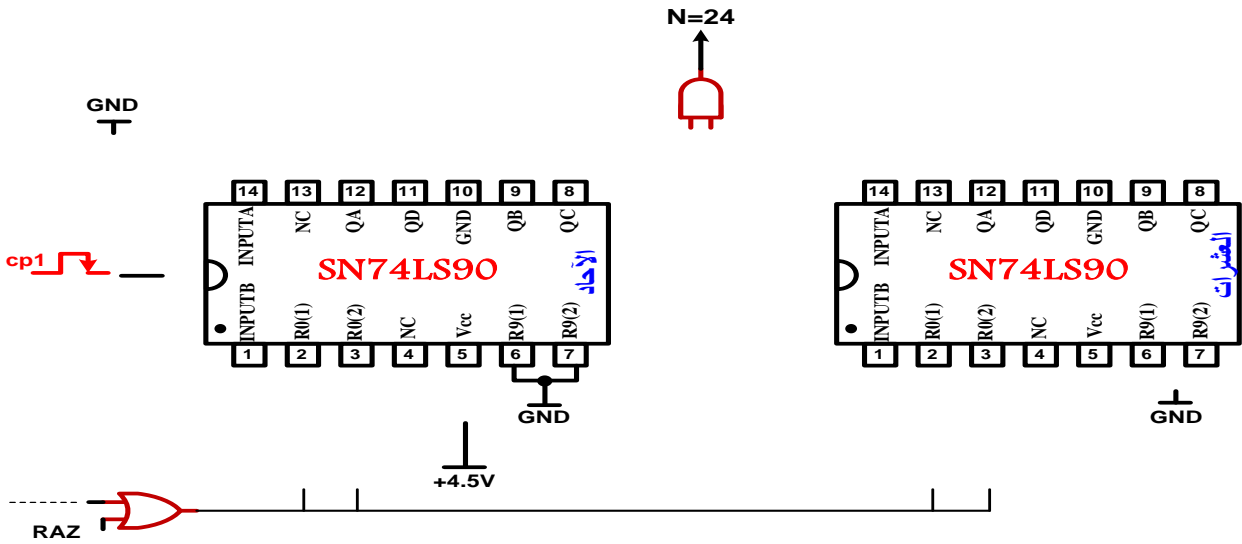 N=24
GND
14 13 12 11 10 9 8
INPUTA NC QA QD GND QB QC
cp1
SN74LS90
الآحاد
INPUTB R0(1) R0(2) NC Vcc R9(1) R9(2)
1 2 3 4 5 6 7
GND
+4.5V
14 13 12 11 10 9 8
INPUTA NC QA QD GND QB QC
SN74LS90
العشرات
INPUTB R0(1) R0(2) NC Vcc R9(1) R9(2)
1 2 3 4 5 6 7
GND
RAZ